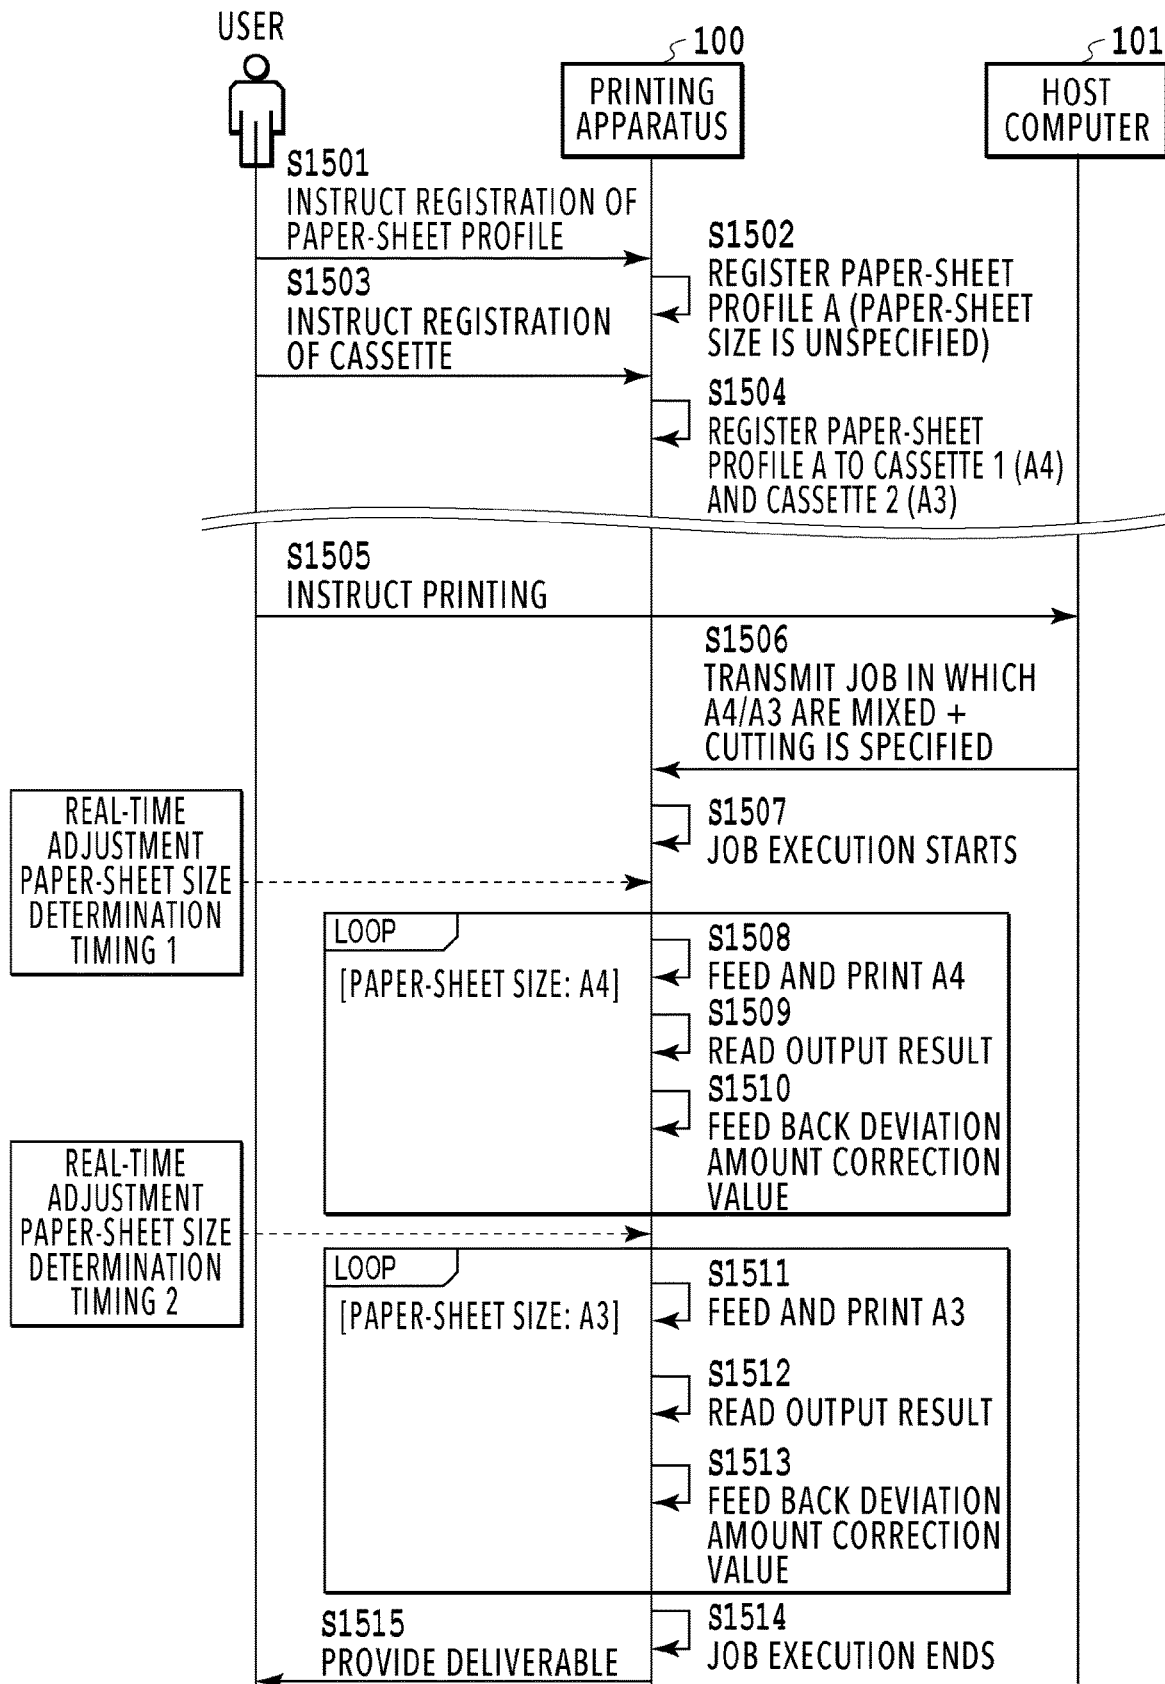 USER
100
101
PRINTING
APPARATUS
HOST
COMPUTER
S1501
INSTRUCT REGISTRATION OF
PAPER-SHEET PROFILE
S1502
REGISTER PAPER-SHEET
PROFILE A (PAPER-SHEET
SIZE IS UNSPECIFIED)
S1503
INSTRUCT REGISTRATION
OF CASSETTE
S1504
REGISTER PAPER-SHEET
PROFILE A TO CASSETTE 1 (A4)
AND CASSETTE 2 (A3)
S1505
INSTRUCT PRINTING
S1506
TRANSMIT JOB IN WHICH
A4/A3 ARE MIXED +
CUTTING IS SPECIFIED
S1507
JOB EXECUTION STARTS
REAL-TIME
ADJUSTMENT
PAPER-SHEET SIZE
DETERMINATION
TIMING 1
LOOP
[PAPER-SHEET SIZE: A4]
S1508
FEED AND PRINT A4
S1509
READ OUTPUT RESULT
S1510
FEED BACK DEVIATION
AMOUNT CORRECTION
VALUE
REAL-TIME
ADJUSTMENT
PAPER-SHEET SIZE
DETERMINATION
TIMING 2
LOOP
[PAPER-SHEET SIZE: A3]
S1511
FEED AND PRINT A3
S1512
READ OUTPUT RESULT
S1513
FEED BACK DEVIATION
AMOUNT CORRECTION
VALUE
S1514
JOB EXECUTION ENDS
S1515
PROVIDE DELIVERABLE